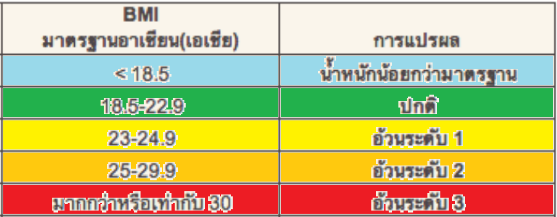 BMI
มาตรฐานอาเซียน(เอเชีย) การแปรผล
< 18.5 น้ำหนักน้อยกว่ามาตรฐาน
18.5-22.9 ปกติ
23-24.9 อ้วนระดับ 1
25-29.9 อ้วนระดับ 2
มากกว่าหรือเท่ากับ 30 อ้วนระดับ 3